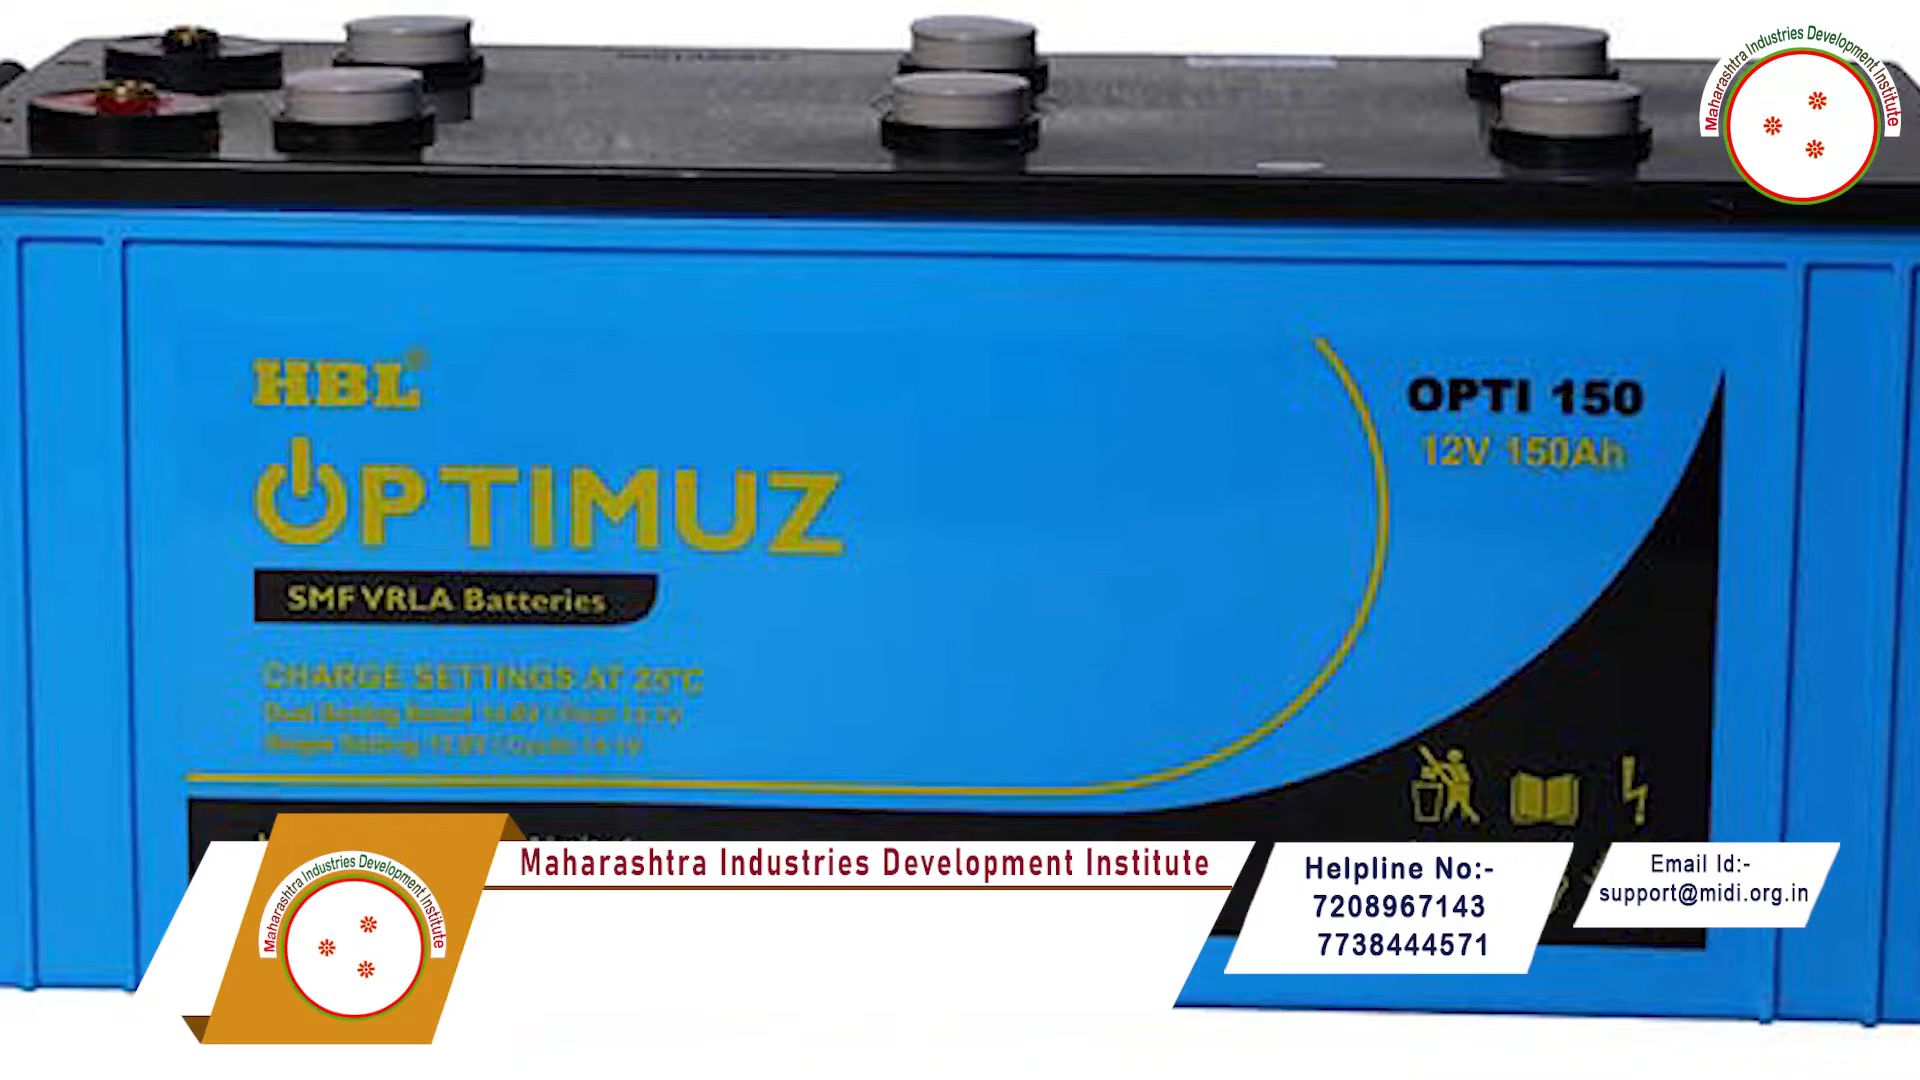 Maharashtra Industries Development Institute
HBL®
OPTIMUZ
SMF VRLA Batteries
CHARGE SETTINGS AT
OPTI 150
12V 150Ah
Maharashtra Industries Development Institute
Maharashtra Industries Development Institute
Helpline No:-
7208967143
7738444571
Email Id:-
support@midi.org.in